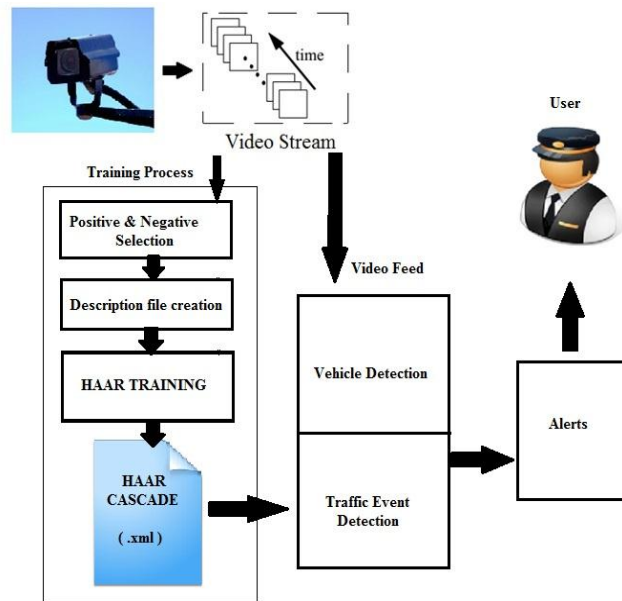 time
Video Stream
User
Training Process
Positive & Negative
Selection
Video Feed
Description file creation
HAAR TRAINING
Vehicle Detection
Alerts
HAAR
CASCADE
( .xml )
Traffic Event
Detection